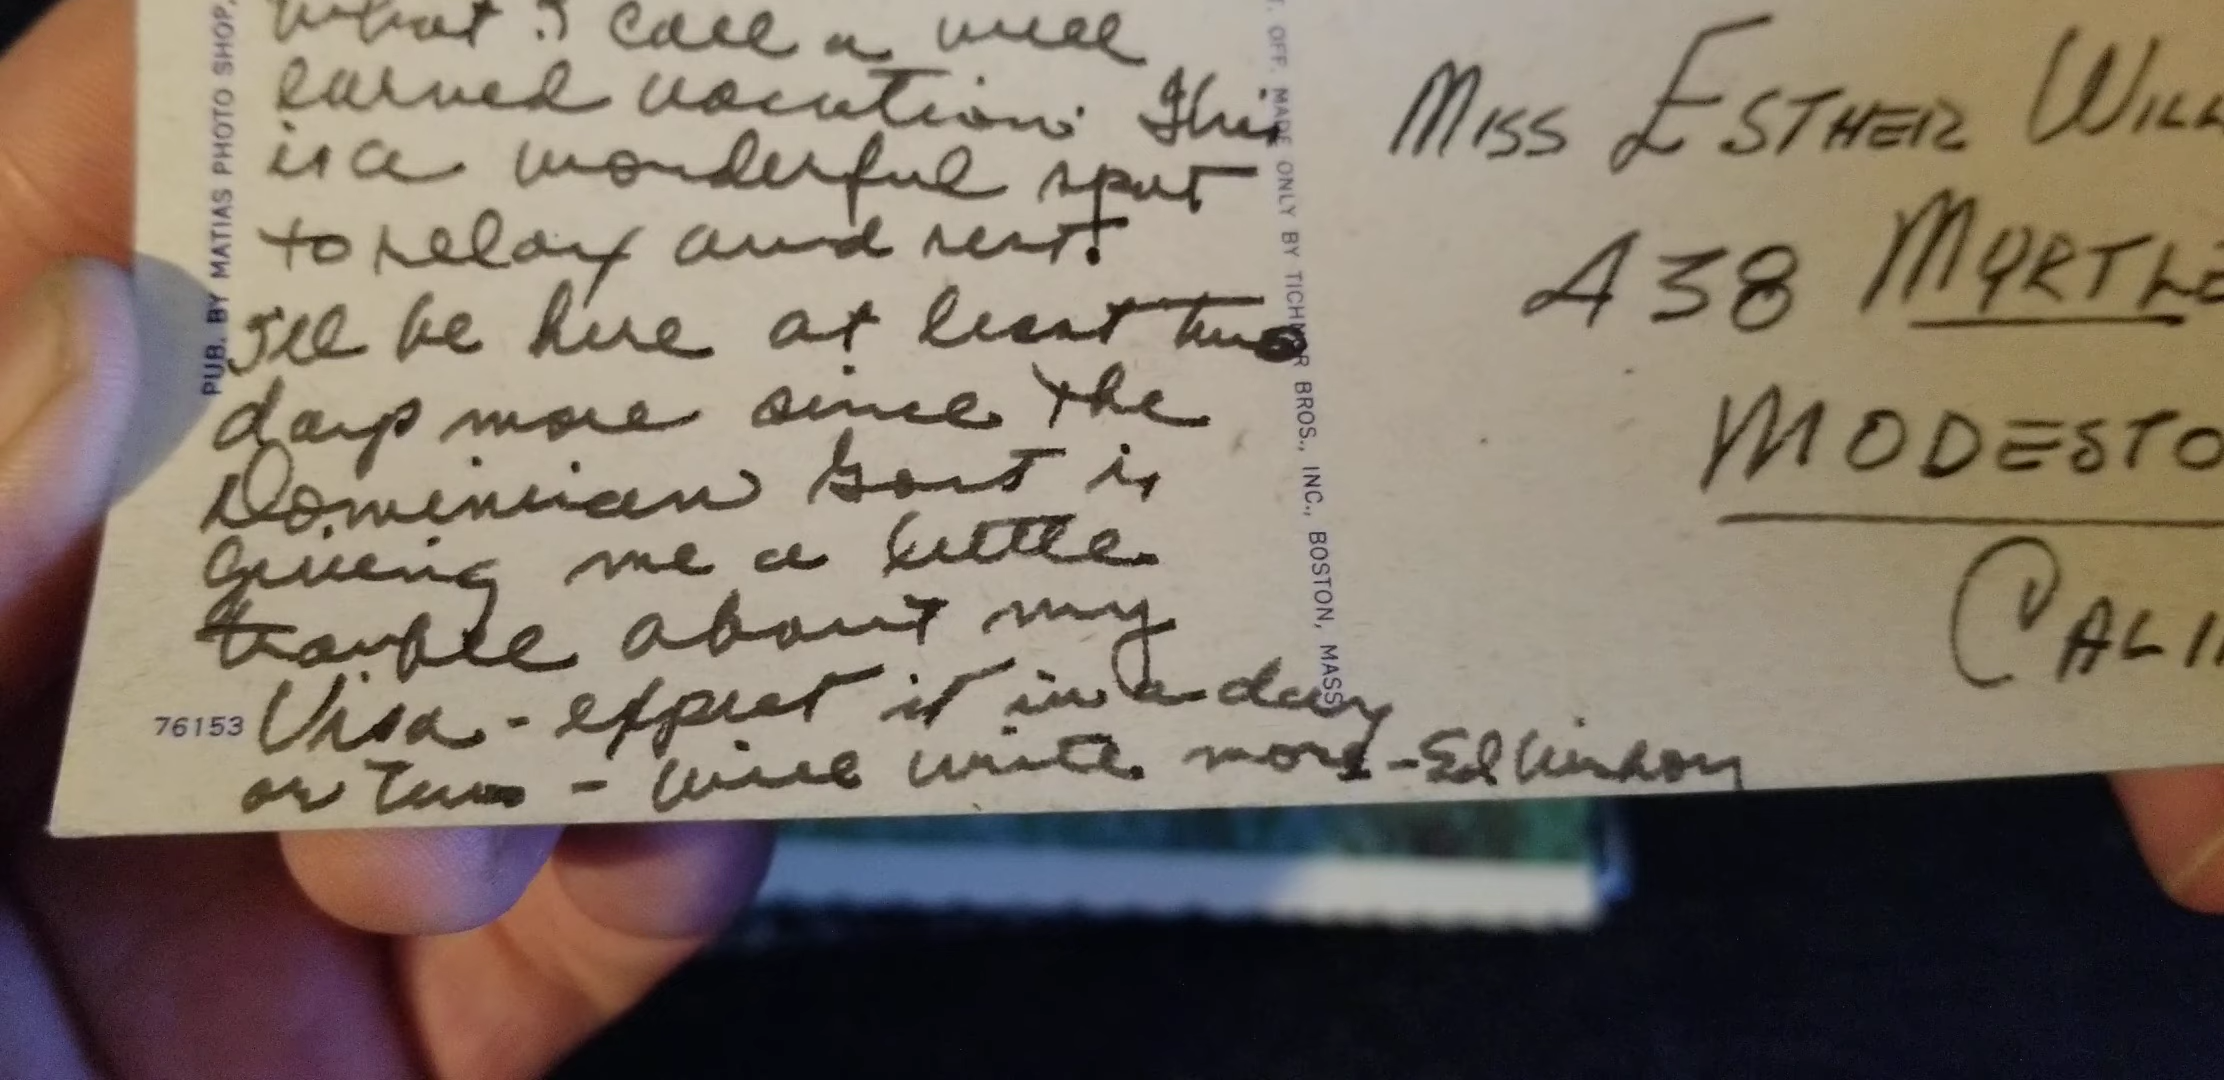 What I call a well
earned vacation. This
is a wonderful spot
to relax and rest!
I'll be here at least two
days more since the
Dominican Govt is
giving me a little
trouble about my
Visa - expect it in a day
or two - will write more - Ed
MISS ESTHER WILL
438 MYRTLE
MODESTO
CALI
PUB. BY MATIAS PHOTO SHOP,
. OFF. MADE ONLY BY TICHNOR BROS., INC., BOSTON, MASS
76153